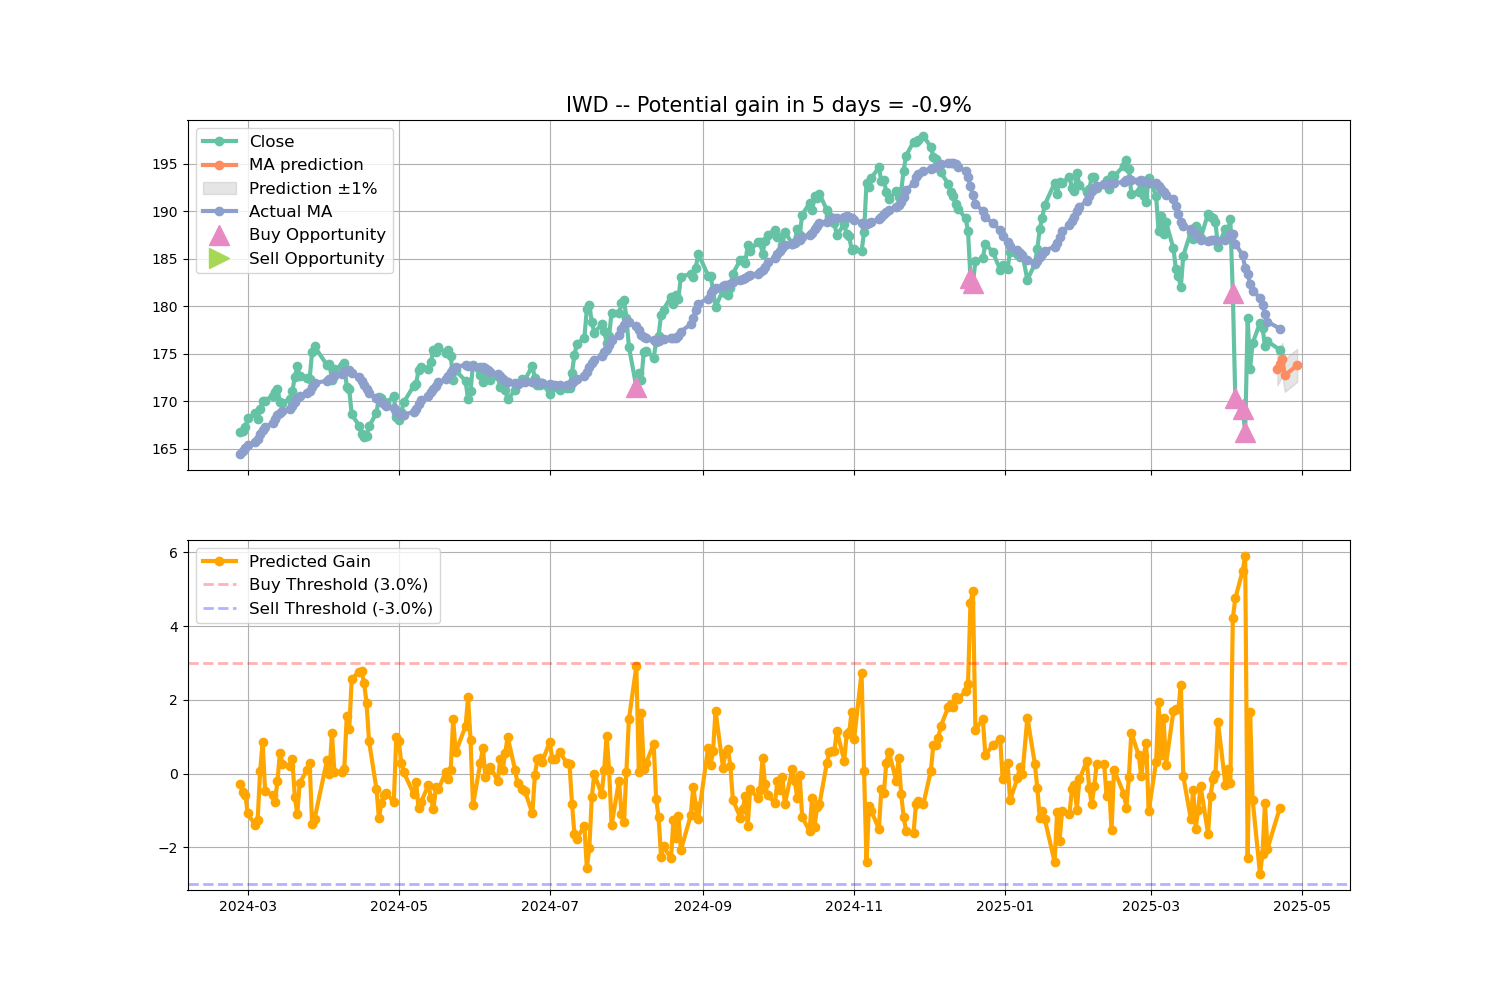 IWD -- Potential gain in 5 days = -0.9%
Close
MA prediction
Prediction ±1%
Actual MA
Buy Opportunity
Sell Opportunity
195
190
185
180
175
170
165
Predicted Gain
Buy Threshold (3.0%)
Sell Threshold (-3.0%)
6
4
2
0
−2
2024-03 2024-05 2024-07 2024-09 2024-11 2025-01 2025-03 2025-05